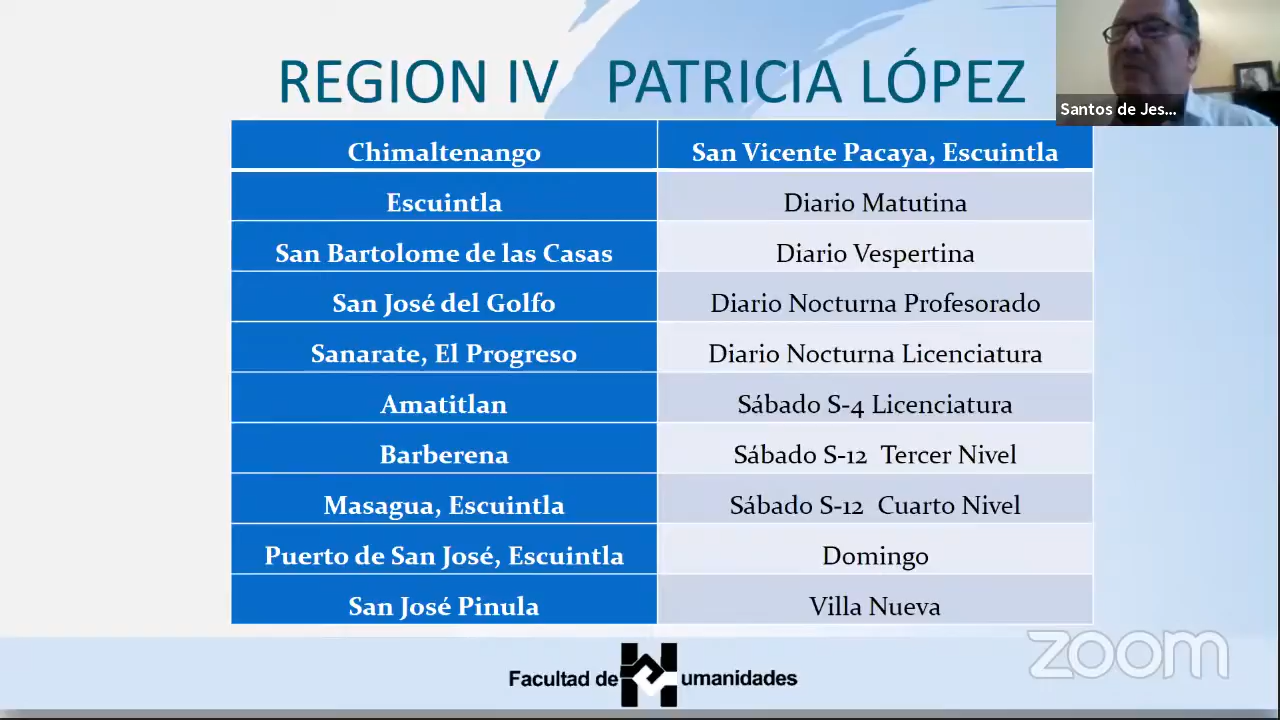 REGION IV PATRICIA LÓPEZ
Santos de Jes...
Chimaltenango San Vicente Pacaya, Escuintla
Escuintla Diario Matutina
San Bartolome de las Casas Diario Vespertina
San José del Golfo Diario Nocturna Profesorado
Sanarate, El Progreso Diario Nocturna Licenciatura
Amatitlan Sábado S-4 Licenciatura
Barberena Sábado S-12 Tercer Nivel
Masagua, Escuintla Sábado S-12 Cuarto Nivel
Puerto de San José, Escuintla Domingo
San José Pinula Villa Nueva
zoom
Facultad de Humanidades